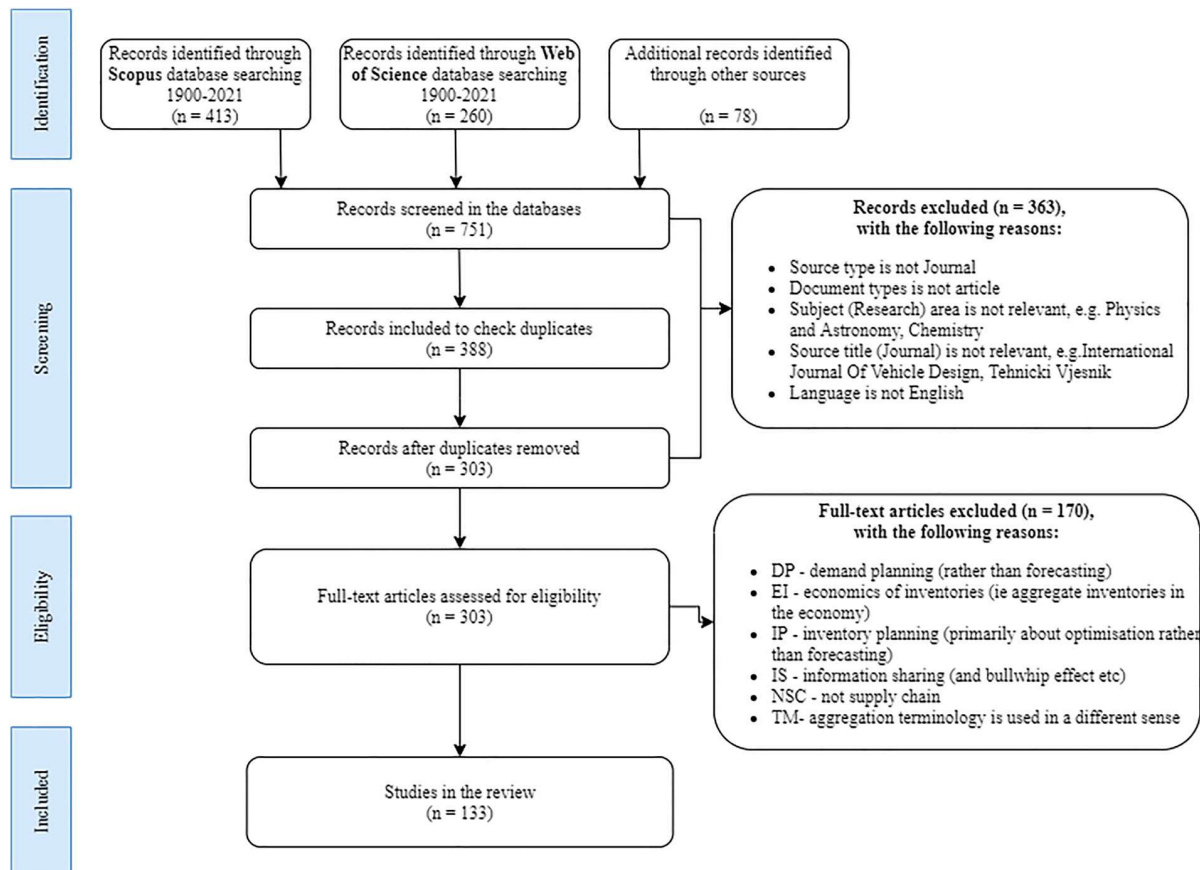 Identification
Records identified through
Scopus database searching
1900-2021
(n = 413)
Records identified through Web
of Science database searching
1900-2021
(n = 260)
Additional records identified
through other sources
(n = 78)
Screening
Records screened in the databases
(n = 751)
Records excluded (n = 363),
with the following reasons:
• Source type is not Journal
• Document types is not article
• Subject (Research) area is not relevant, e.g. Physics
and Astronomy, Chemistry
• Source title (Journal) is not relevant, e.g.International
Journal Of Vehicle Design, Tehnicki Vjesnik
• Language is not English
Records included to check duplicates
(n = 388)
Records after duplicates removed
(n = 303)
Eligibility
Full-text articles assessed for eligibility
(n = 303)
Full-text articles excluded (n = 170),
with the following reasons:
• DP - demand planning (rather than forecasting)
• EI - economics of inventories (ie aggregate inventories in
the economy)
• IP - inventory planning (primarily about optimisation rather
than forecasting)
• IS - information sharing (and bullwhip effect etc)
• NSC - not supply chain
• TM- aggregation terminology is used in a different sense
Included
Studies in the review
(n = 133)